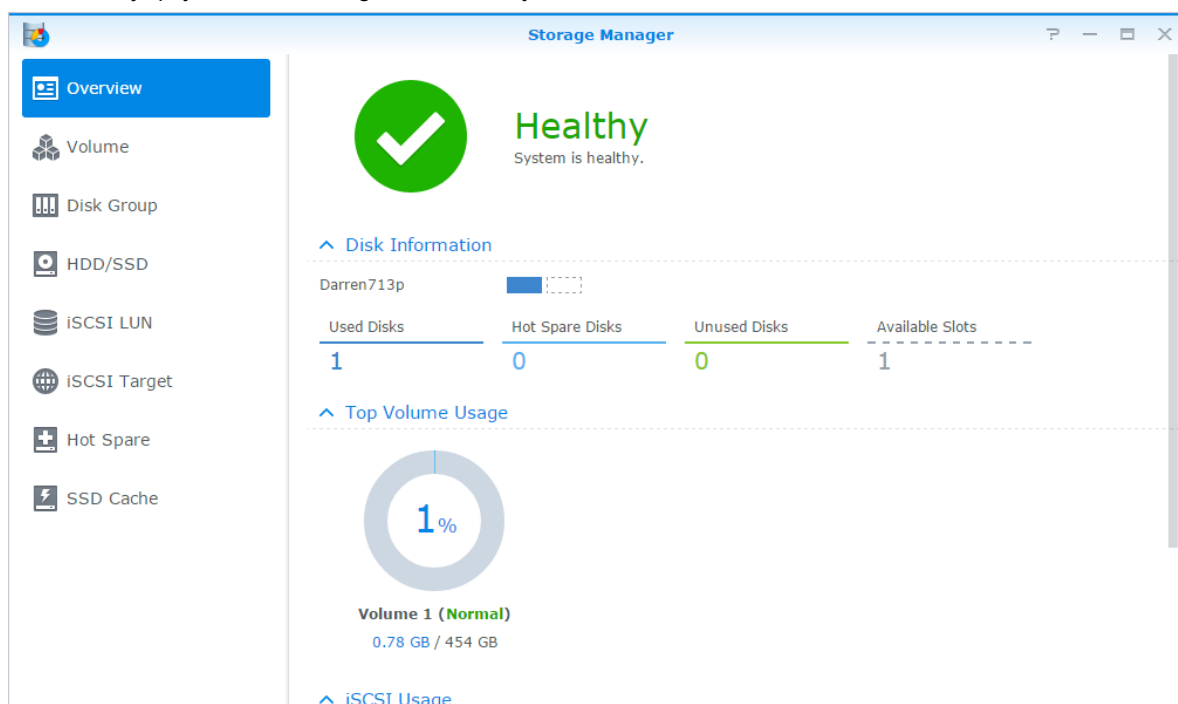 Storage Manager
Overview
Volume
Disk Group
HDD/SSD
iSCSI LUN
iSCSI Target
Hot Spare
SSD Cache
Healthy
System is healthy.
Disk Information
Darren713p
Used Disks Hot Spare Disks Unused Disks Available Slots
1 0 0 1
Top Volume Usage
1%
Volume 1 (Normal)
0.78 GB / 454 GB
iSCSI Usage